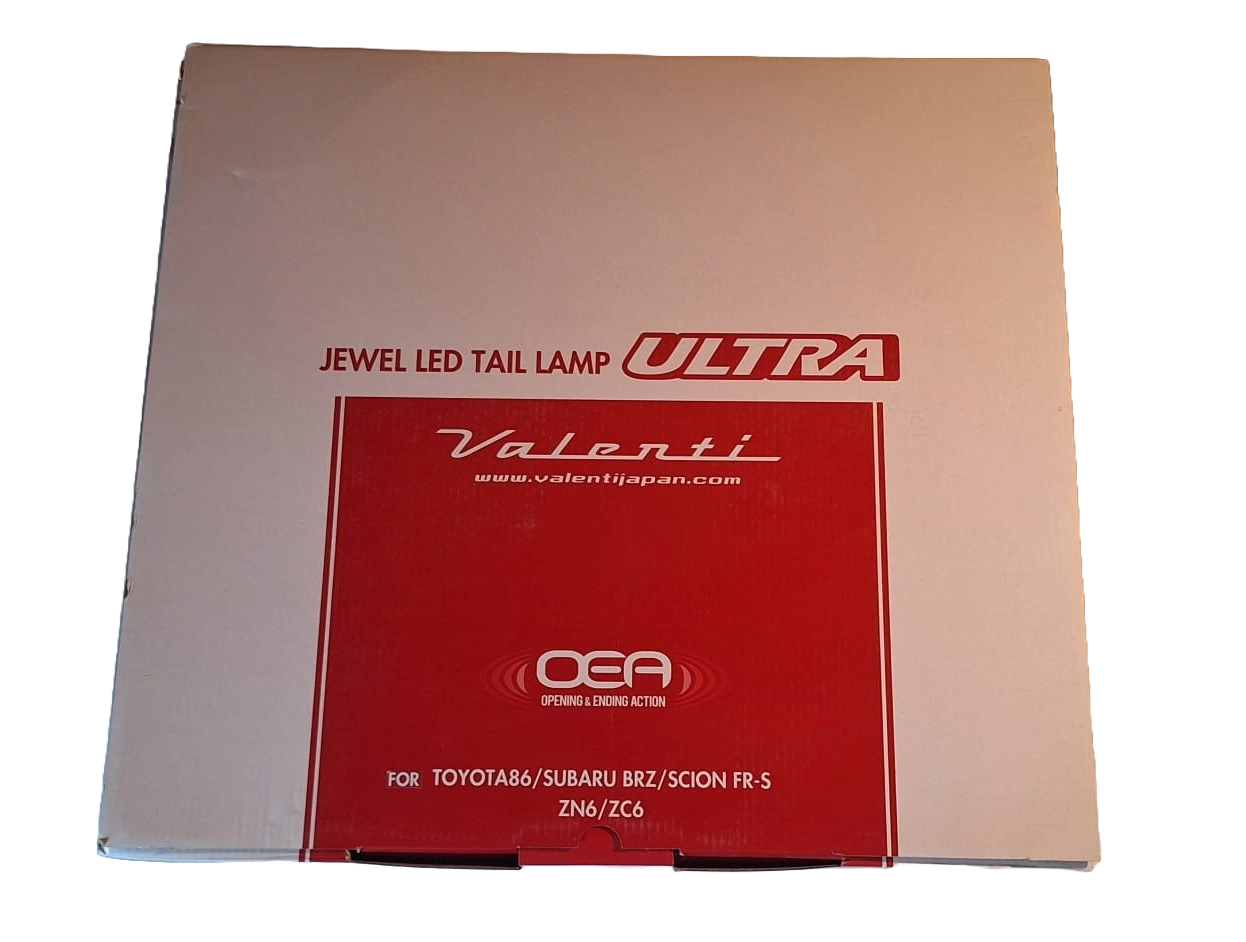 JEWEL LED TAIL LAMP ULTRA
Valenti
www.valentijapan.com
OEA
OPENING & ENDING ACTION
FOR TOYOTA86/SUBARU BRZ/SCION FR-S
ZN6/ZC6